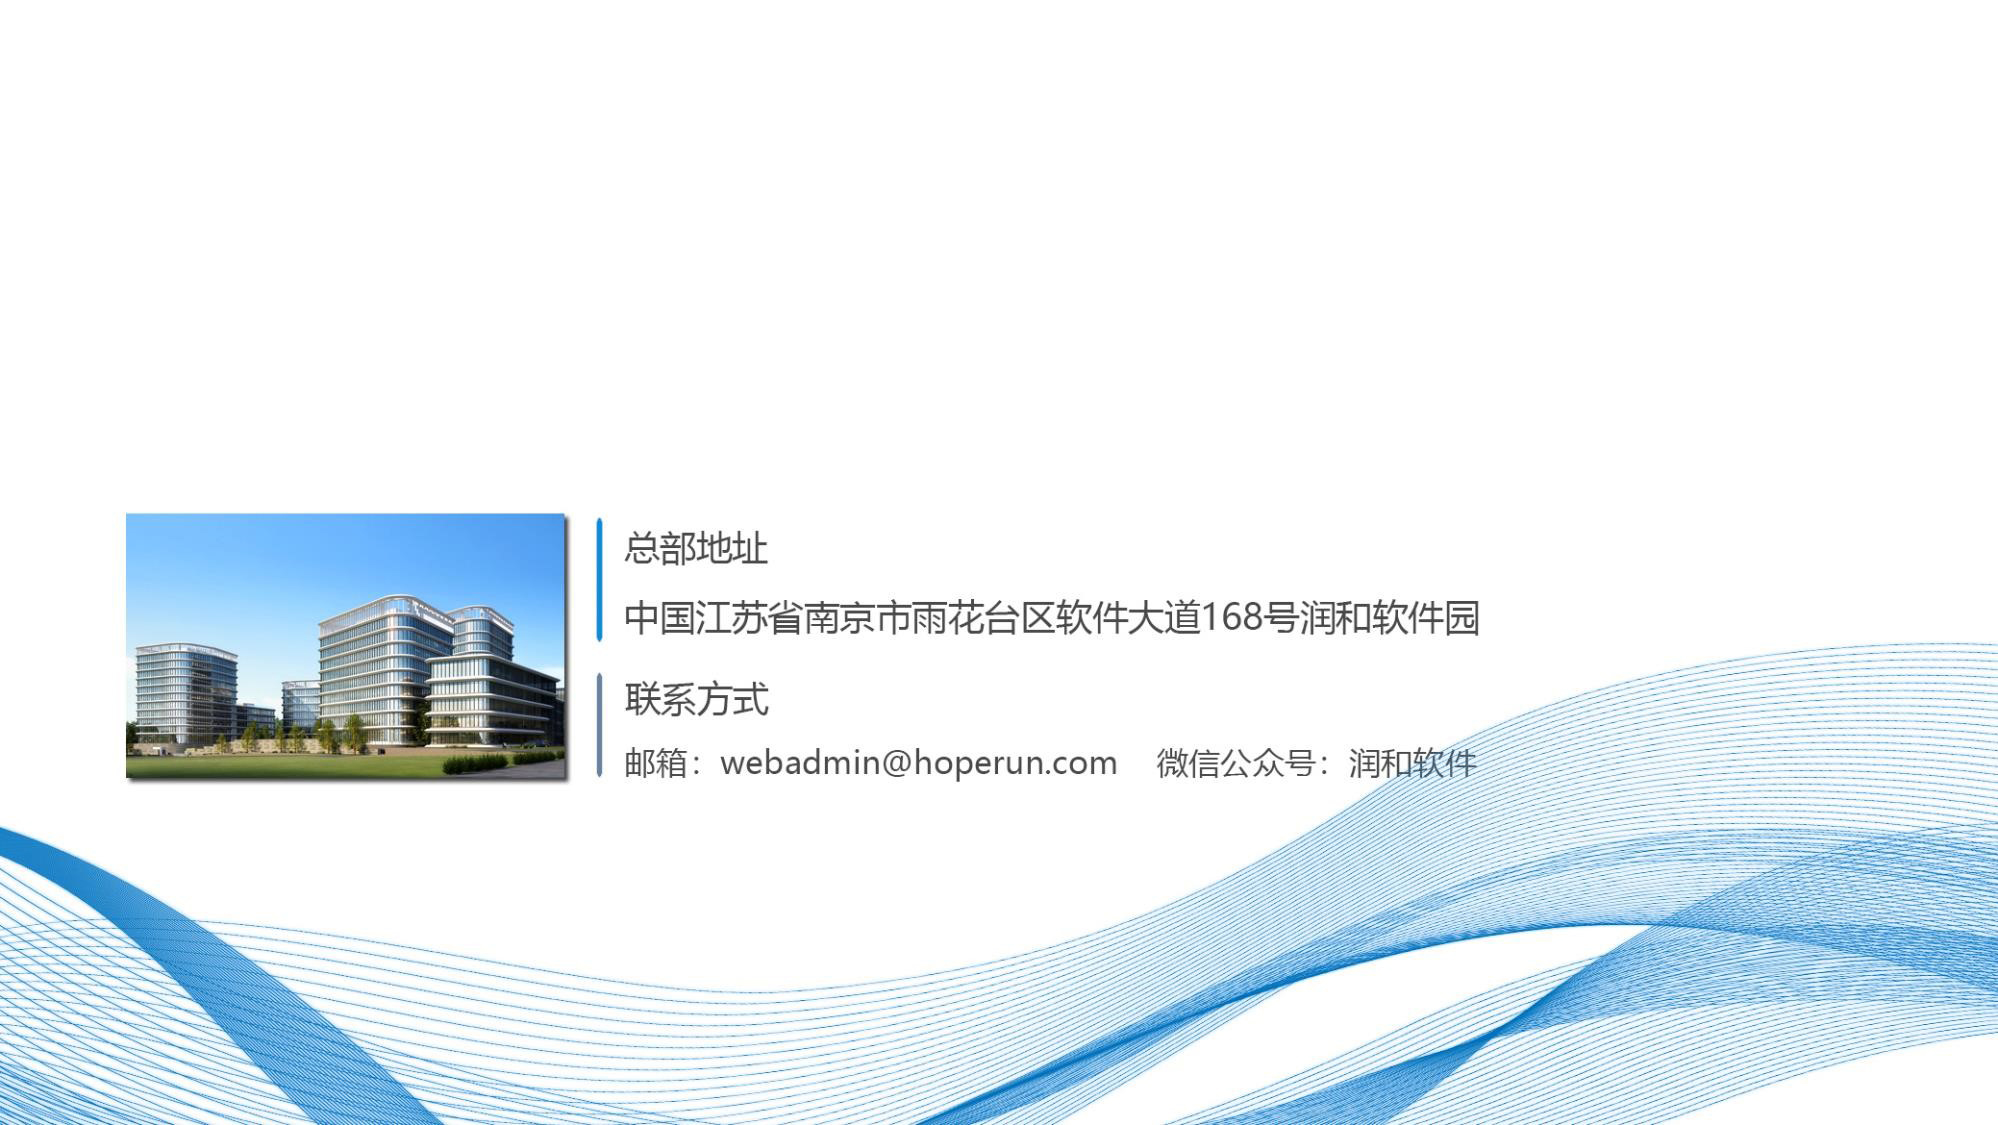 总部地址
中国江苏省南京市雨花台区软件大道168号润和软件园
联系方式
邮箱：webadmin@hoperun.com 微信公众号：润和软件